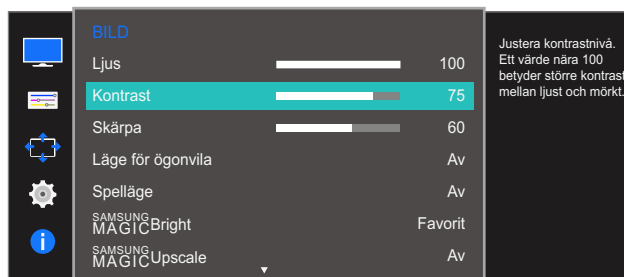 BILD
Ljus 100
Kontrast 75
Skärpa 60
Läge för ögonvila Av
Spelläge Av
SAMSUNG MAGIC Bright Favorit
SAMSUNG MAGIC Upscale Av
Justera kontrastnivå.
Ett värde nära 100
betyder större kontrast
mellan ljust och mörkt.